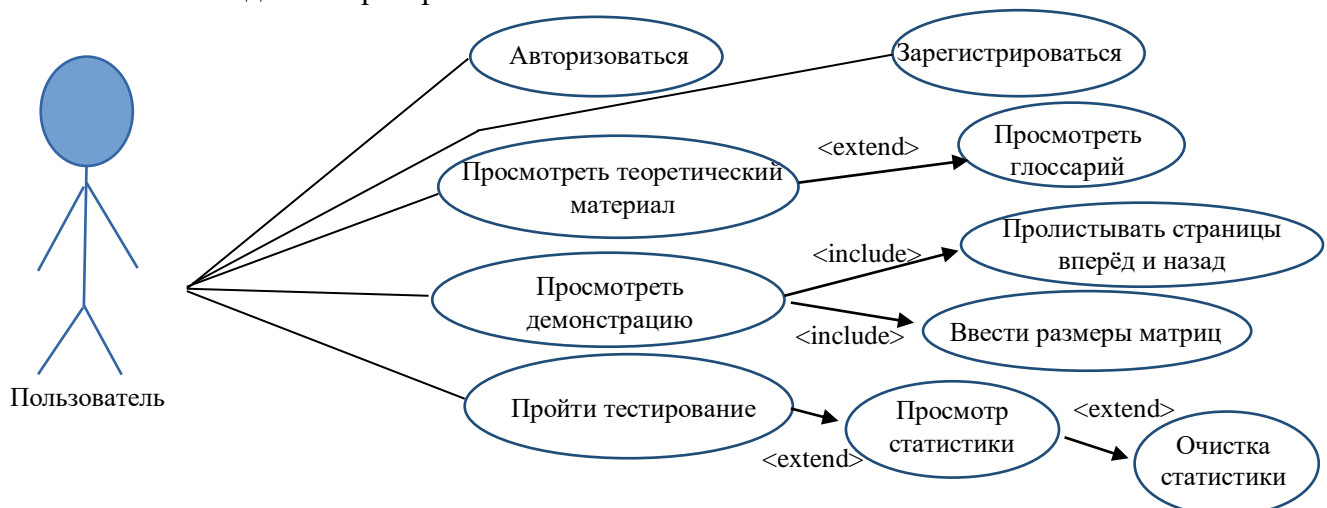 Авторизоваться
Зарегистрироваться
<extend>
Просмотреть
глоссарий
Просмотреть теоретический
материал
<include>
Пролистывать страницы
вперёд и назад
Просмотреть
демонстрацию
<include>
Ввести размеры матриц
Пользователь
Пройти тестирование
<extend>
Просмотр
статистики
<extend>
Очистка
статистики